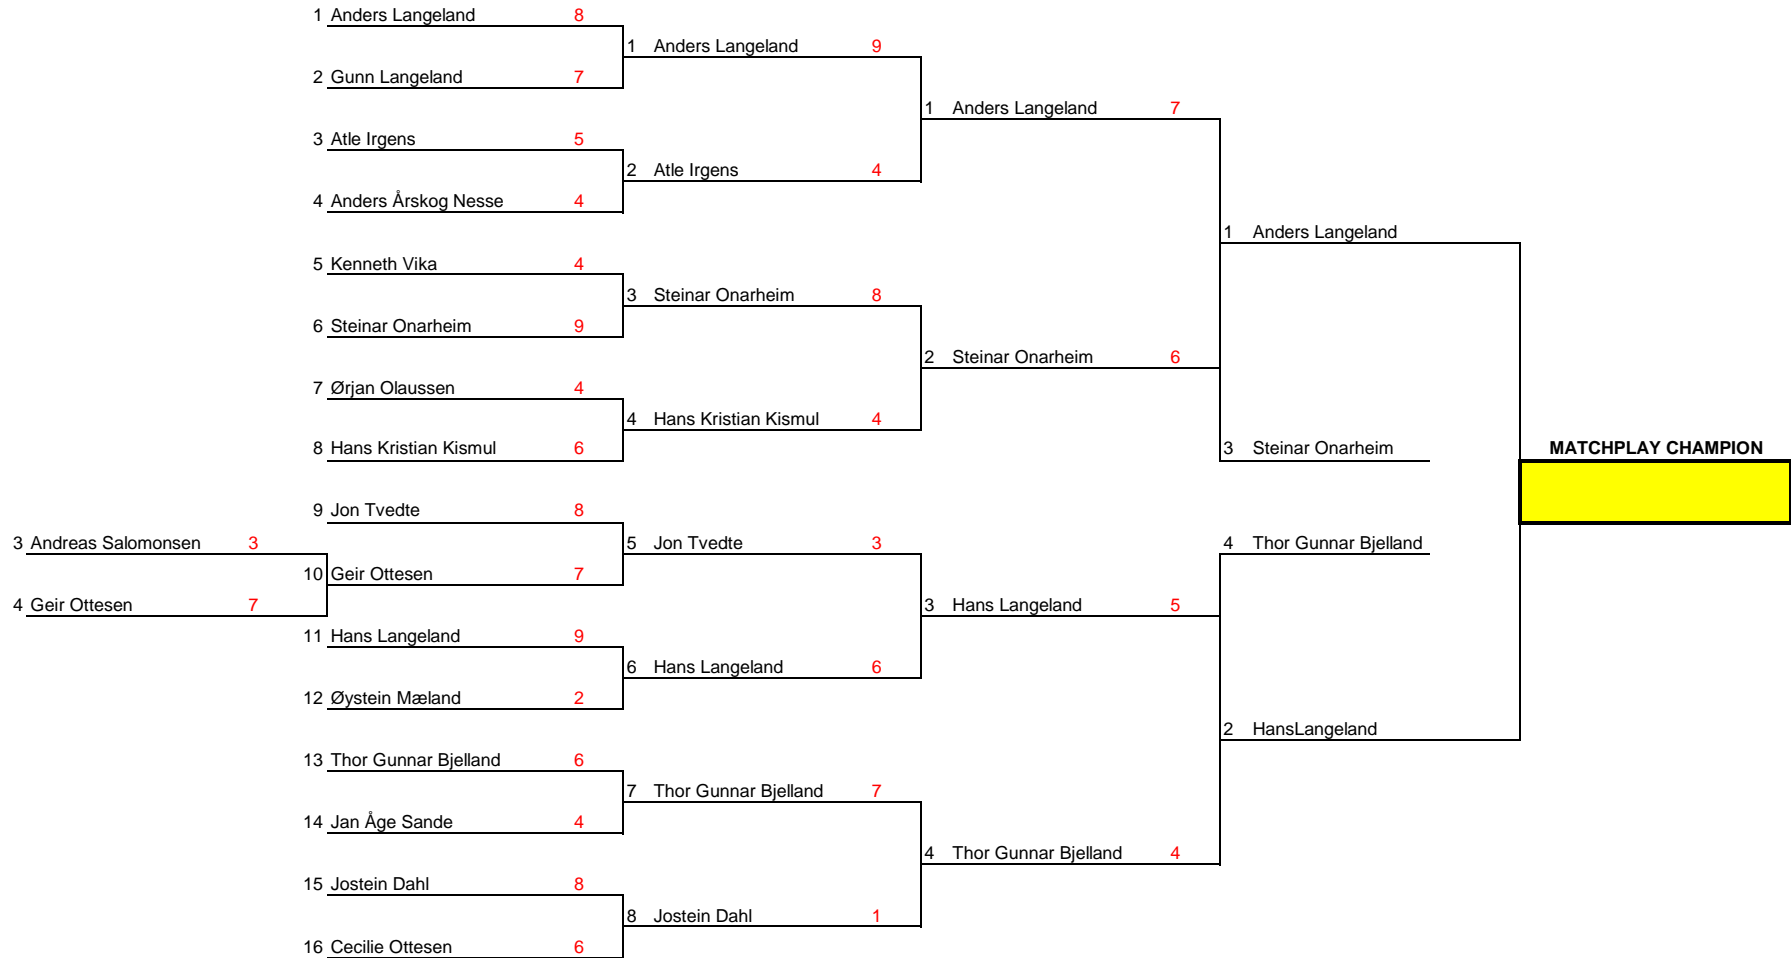 1 Anders Langeland 8
1 Anders Langeland 9
2 Gunn Langeland 7
1 Anders Langeland 7
3 Atle Irgens 5
2 Atle Irgens 4
4 Anders Årskog Nesse 4
1 Anders Langeland
5 Kenneth Vika 4
3 Steinar Onarheim 8
6 Steinar Onarheim 9
2 Steinar Onarheim 6
7 Ørjan Olaussen 4
4 Hans Kristian Kismul 4
8 Hans Kristian Kismul 6
3 Steinar Onarheim
MATCHPLAY CHAMPION
9 Jon Tvedte 8
3 Andreas Salomonsen 3
5 Jon Tvedte 3
4 Thor Gunnar Bjelland
10 Geir Ottesen 7
4 Geir Ottesen 7
3 Hans Langeland 5
11 Hans Langeland 9
6 Hans Langeland 6
12 Øystein Mæland 2
2 HansLangeland
13 Thor Gunnar Bjelland 6
7 Thor Gunnar Bjelland 7
14 Jan Åge Sande 4
4 Thor Gunnar Bjelland 4
15 Jostein Dahl 8
8 Jostein Dahl 1
16 Cecilie Ottesen 6